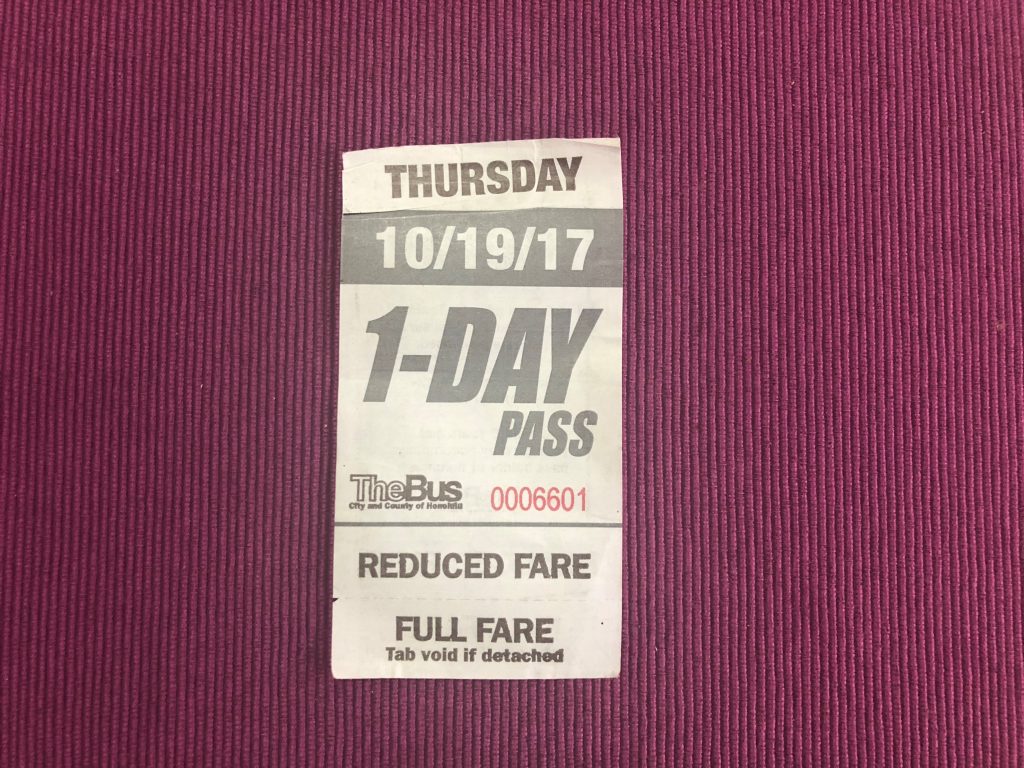 THURSDAY
10/19/17
1-DAY
PASS
TheBus
City and County of Honolulu
0006601
REDUCED FARE
FULL FARE
Tab void if detached